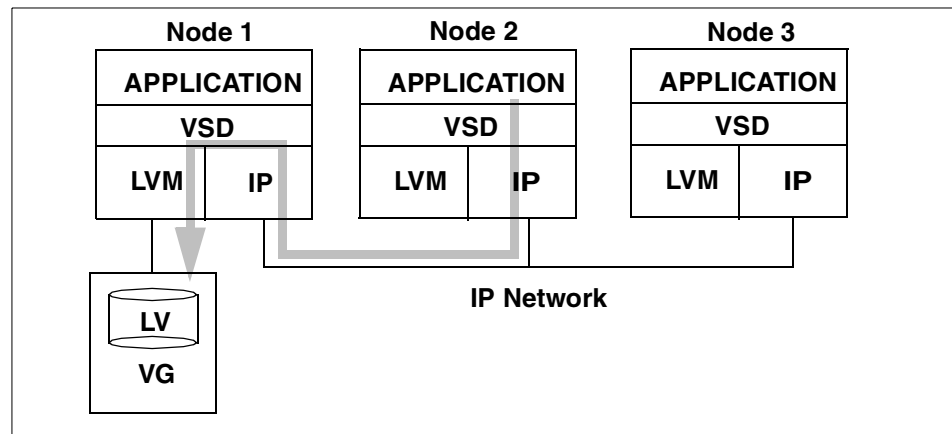 Node 1 Node 2 Node 3
APPLICATION APPLICATION APPLICATION
VSD VSD VSD
LVM IP LVM IP LVM IP
IP Network
LV
VG